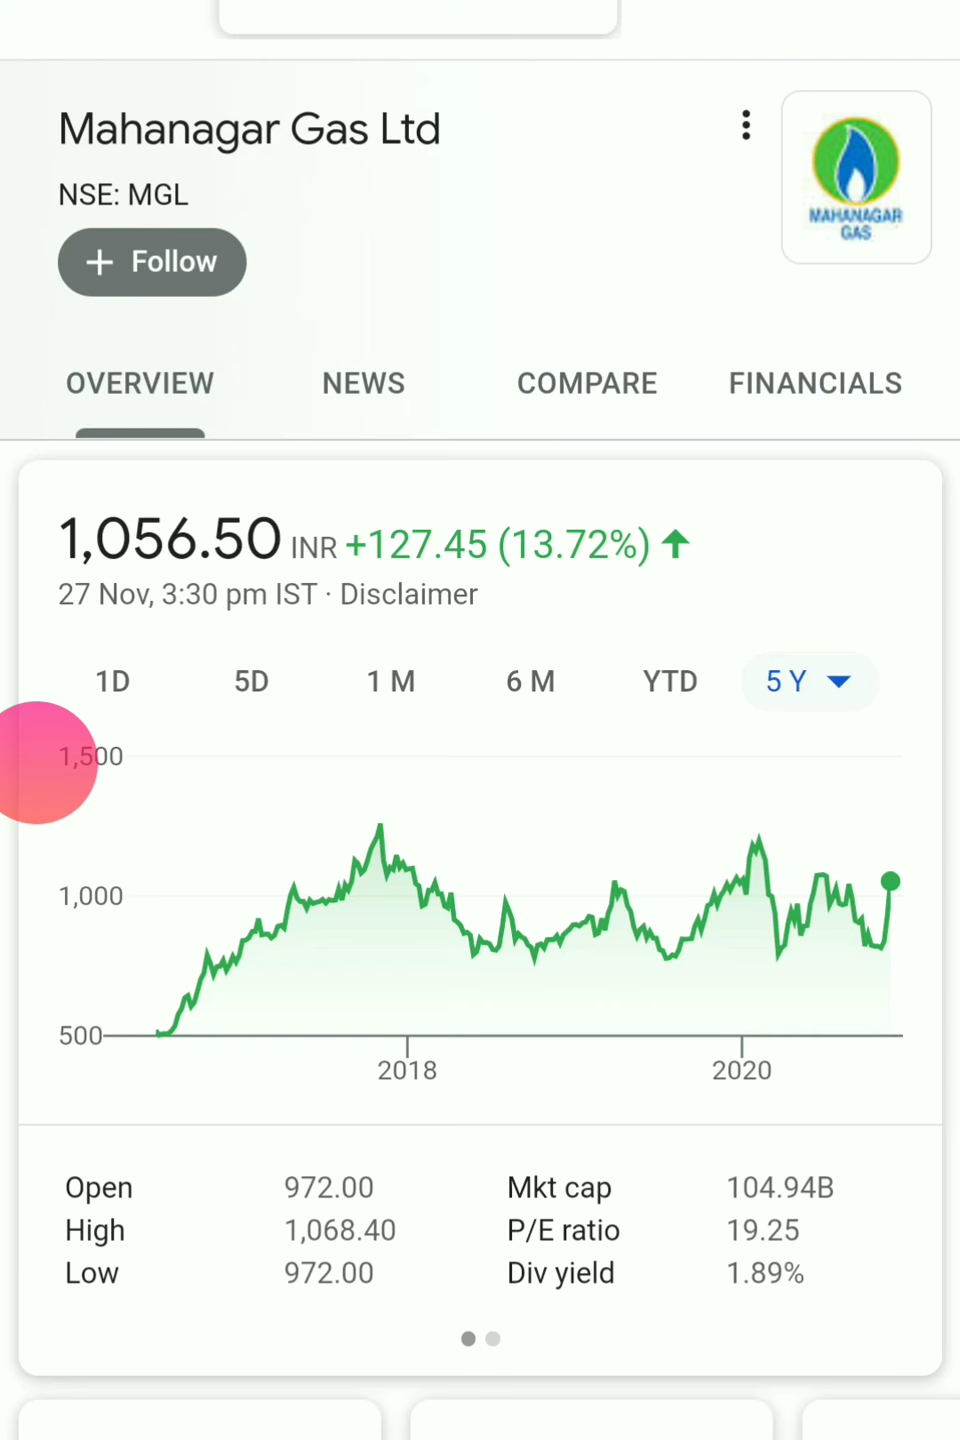 Mahanagar Gas Ltd
NSE: MGL
+ Follow
MAHANAGAR
GAS
OVERVIEW NEWS COMPARE FINANCIALS
1,056.50 INR +127.45 (13.72%)
27 Nov, 3:30 pm IST · Disclaimer
1D 5D 1 M 6 M YTD 5 Y
1,500
1,000
500
2018 2020
Open 972.00 Mkt cap 104.94B
High 1,068.40 P/E ratio 19.25
Low 972.00 Div yield 1.89%